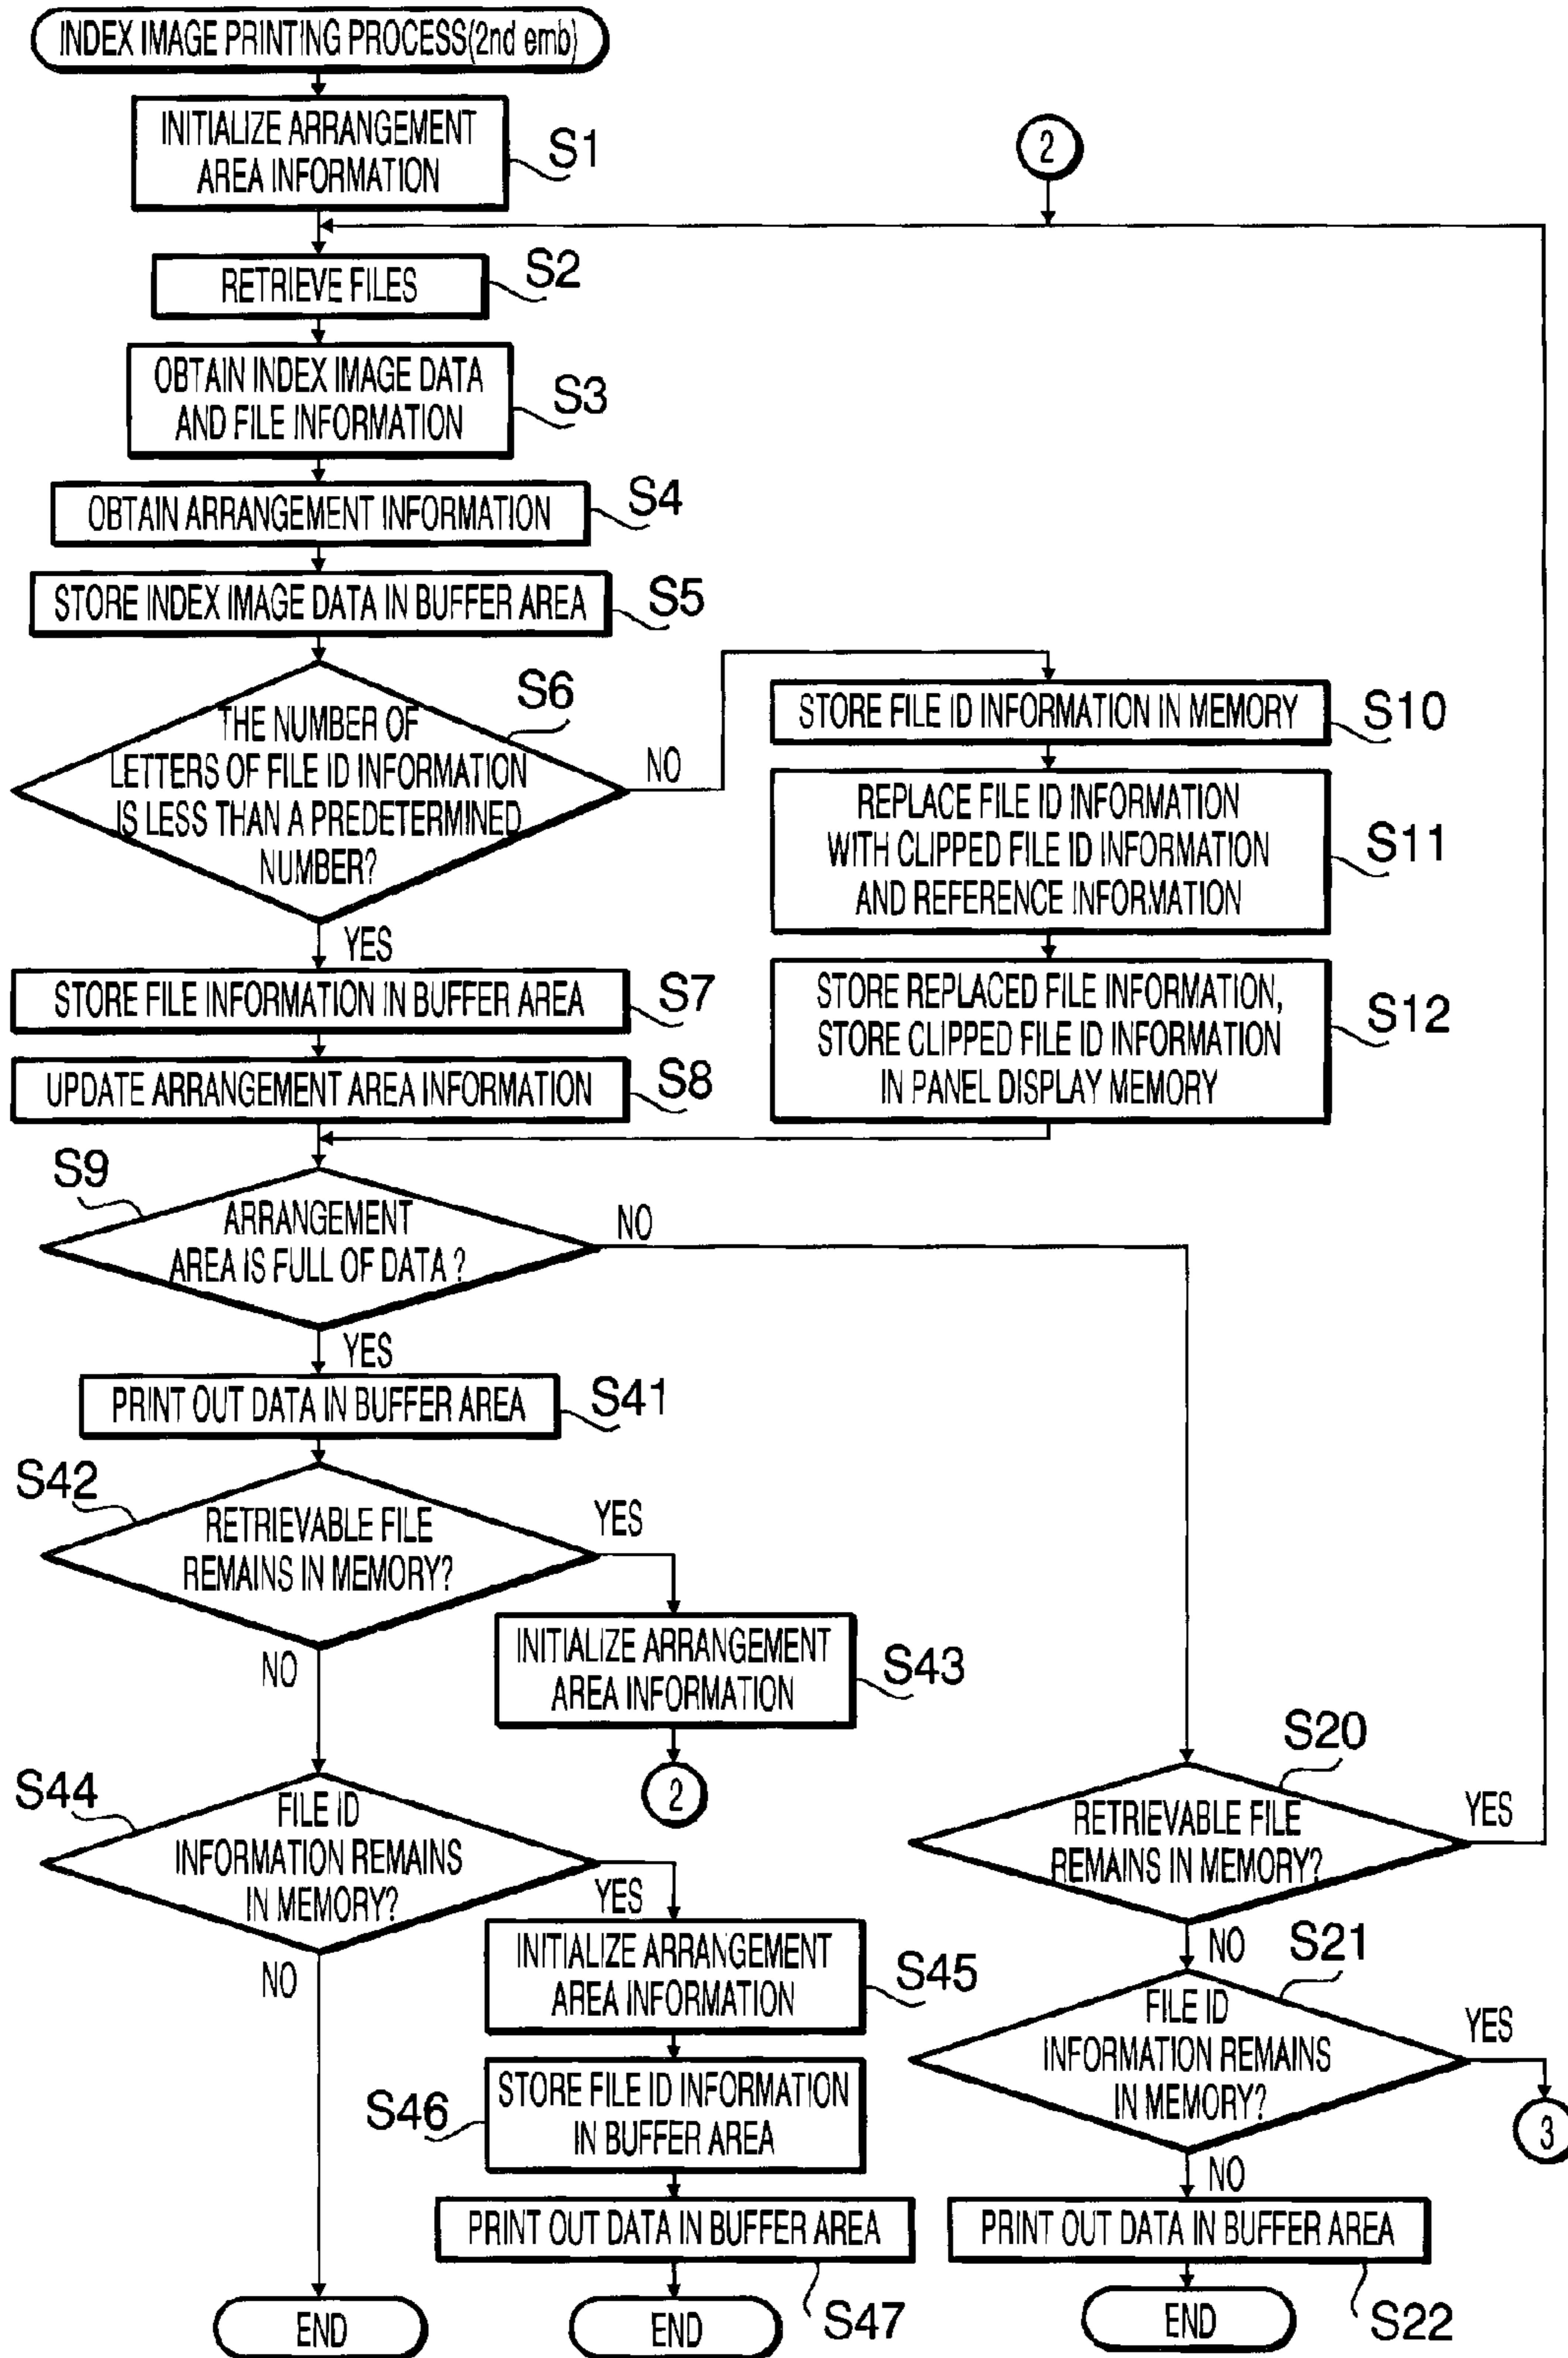 INDEX IMAGE PRINTING PROCESS(2nd emb)
INITIALIZE ARRANGEMENT
AREA INFORMATION
S1
2
RETRIEVE FILES
S2
OBTAIN INDEX IMAGE DATA
AND FILE INFORMATION
S3
OBTAIN ARRANGEMENT INFORMATION
S4
STORE INDEX IMAGE DATA IN BUFFER AREA
S5
S6
THE NUMBER OF
LETTERS OF FILE ID INFORMATION
IS LESS THAN A PREDETERMINED
NUMBER?
NO
YES
STORE FILE ID INFORMATION IN MEMORY
S10
REPLACE FILE ID INFORMATION
WITH CLIPPED FILE ID INFORMATION
AND REFERENCE INFORMATION
S11
STORE REPLACED FILE INFORMATION,
STORE CLIPPED FILE ID INFORMATION
IN PANEL DISPLAY MEMORY
S12
STORE FILE INFORMATION IN BUFFER AREA
S7
UPDATE ARRANGEMENT AREA INFORMATION
S8
S9
ARRANGEMENT
AREA IS FULL OF DATA?
NO
YES
PRINT OUT DATA IN BUFFER AREA
S41
S42
RETRIEVABLE FILE
REMAINS IN MEMORY?
YES
NO
INITIALIZE ARRANGEMENT
AREA INFORMATION
S43
2
S44
FILE ID
INFORMATION REMAINS
IN MEMORY?
YES
NO
INITIALIZE ARRANGEMENT
AREA INFORMATION
S45
S46
STORE FILE ID INFORMATION
IN BUFFER AREA
PRINT OUT DATA IN BUFFER AREA
S47
END
END
S20
RETRIEVABLE FILE
REMAINS IN MEMORY?
YES
NO
S21
FILE ID
INFORMATION REMAINS
IN MEMORY?
YES
3
NO
PRINT OUT DATA IN BUFFER AREA
S22
END